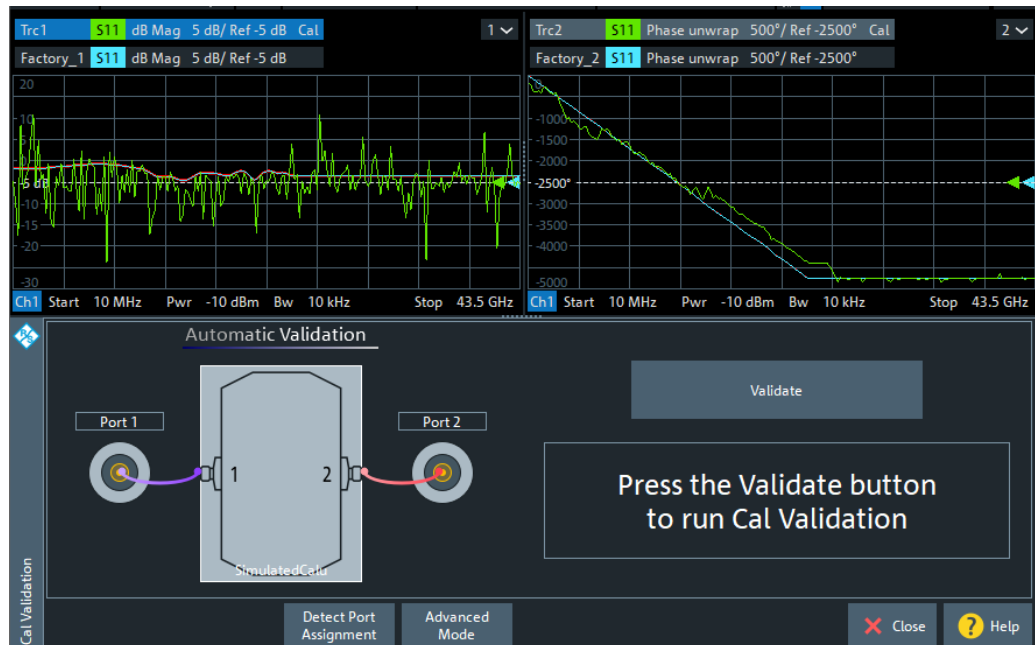 Trc1 S11 dB Mag 5 dB/ Ref -5 dB Cal 1
Factory_1 S11 dB Mag 5 dB/ Ref -5 dB
20
-5 dB
-10
-15
-20
-30
Ch1 Start 10 MHz Pwr -10 dBm Bw 10 kHz Stop 43.5 GHz
Trc2 S11 Phase unwrap 500°/ Ref -2500° Cal 2
Factory_2 S11 Phase unwrap 500°/ Ref -2500°
-1000
-1500
-2000
-2500°
-3000
-3500
-4000
-5000
Ch1 Start 10 MHz Pwr -10 dBm Bw 10 kHz Stop 43.5 GHz
Automatic Validation
Port 1
Port 2
1
2
SimulatedCalu
Validate
Press the Validate button
to run Cal Validation
Cal Validation
Detect Port
Assignment
Advanced
Mode
Close
Help